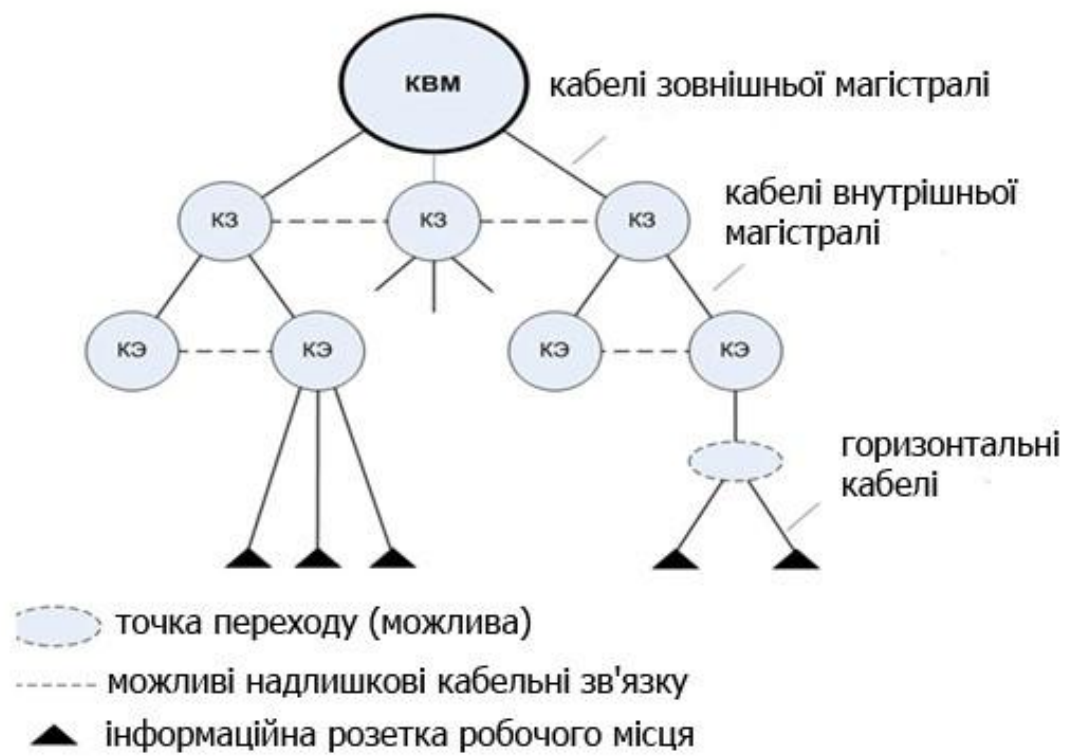 КВМ
кабелі зовнішньої магістралі
кабелі внутрішньої
магістралі
КЗ
КЗ
КЗ
КЭ
КЭ
КЭ
КЭ
горизонтальні
кабелі
точка переходу (можлива)
можливі надлишкові кабельні зв'язку
інформаційна розетка робочого місця